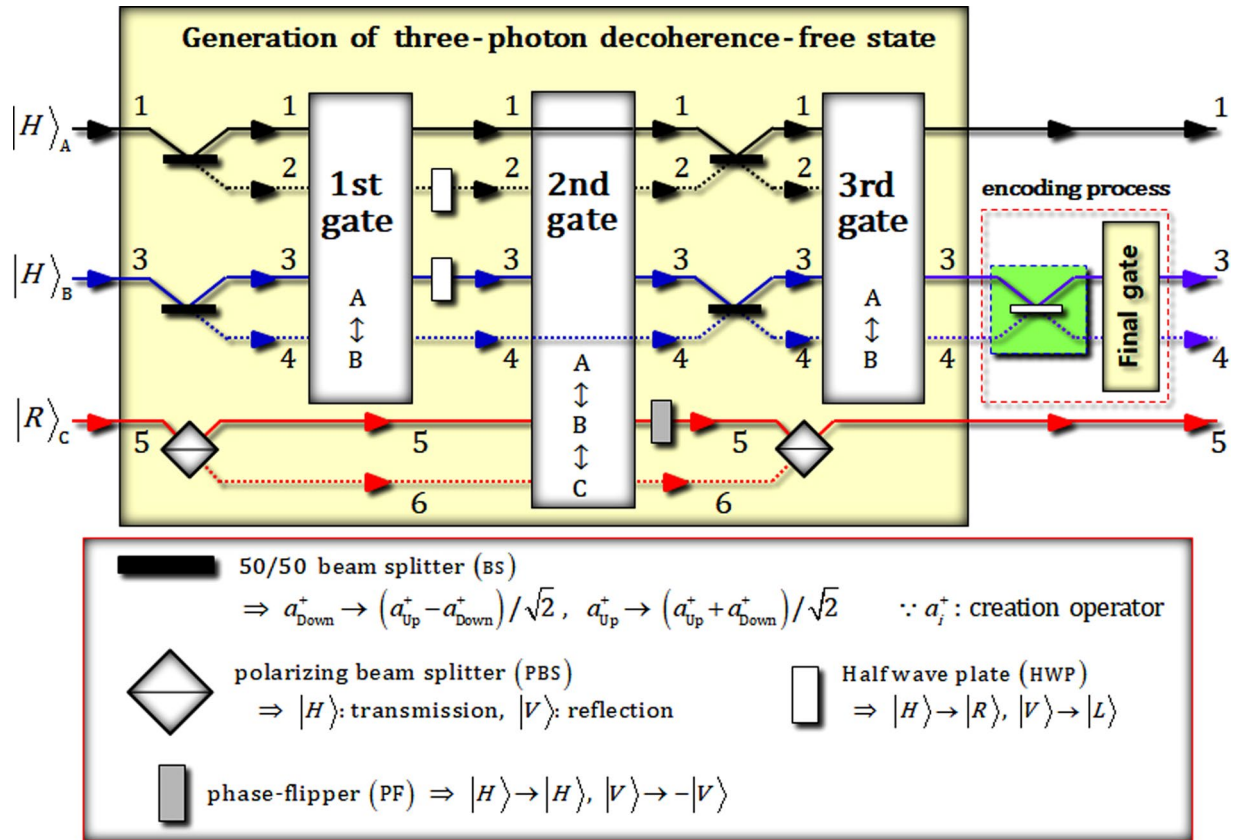 Generation of three-photon decoherence-free state
|H⟩A 1 1 1 1 1 1
2 2 2 2
1st gate 2nd gate 3rd gate
encoding process
|H⟩B 3 3 3 3 3 3 3
4 4 4 4 4 4
A ↕ B
A ↕ B ↕ C
A ↕ B
Final gate
|R⟩C 5 5 5 5
6 6
50/50 beam splitter (BS)
⇒ a⁺Down → (a⁺Up − a⁺Down)/√2 , a⁺Up → (a⁺Up + a⁺Down)/√2 ∵ a⁺i : creation operator
polarizing beam splitter (PBS)
⇒ |H⟩: transmission, |V⟩: reflection
Halfwave plate (HWP)
⇒ |H⟩→|R⟩, |V⟩→|L⟩
phase-flipper (PF) ⇒ |H⟩→|H⟩, |V⟩→−|V⟩